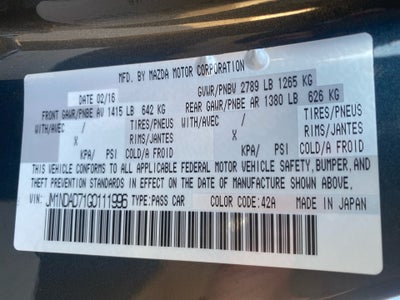 MFD. BY MAZDA MOTOR CORPORATION
DATE 02/16 GVWR/PNBV 2789 LB 1265 KG
FRONT GAWR/PNBE AV 1415 LB 642 KG REAR GAWR/PNBE AR 1380 LB 626 KG
WITH/AVEC / TIRES/PNEUS WITH/AVEC / TIRES/PNEUS
X RIMS/JANTES X RIMS/JANTES
KPA/ PSI COLD/A FROID KPA/ PSI COLD/A FROID
THIS VEHICLE CONFORMS TO ALL APPLICABLE FEDERAL MOTOR VEHICLE SAFETY, BUMPER, AND
THEFT PREVENTION STANDARDS IN EFFECT ON THE DATE OF MANUFACTURE SHOWN ABOVE.
VIN: JM1NDAD71G0111996 TYPE:PASS CAR COLOR:42A MADE IN JAPAN